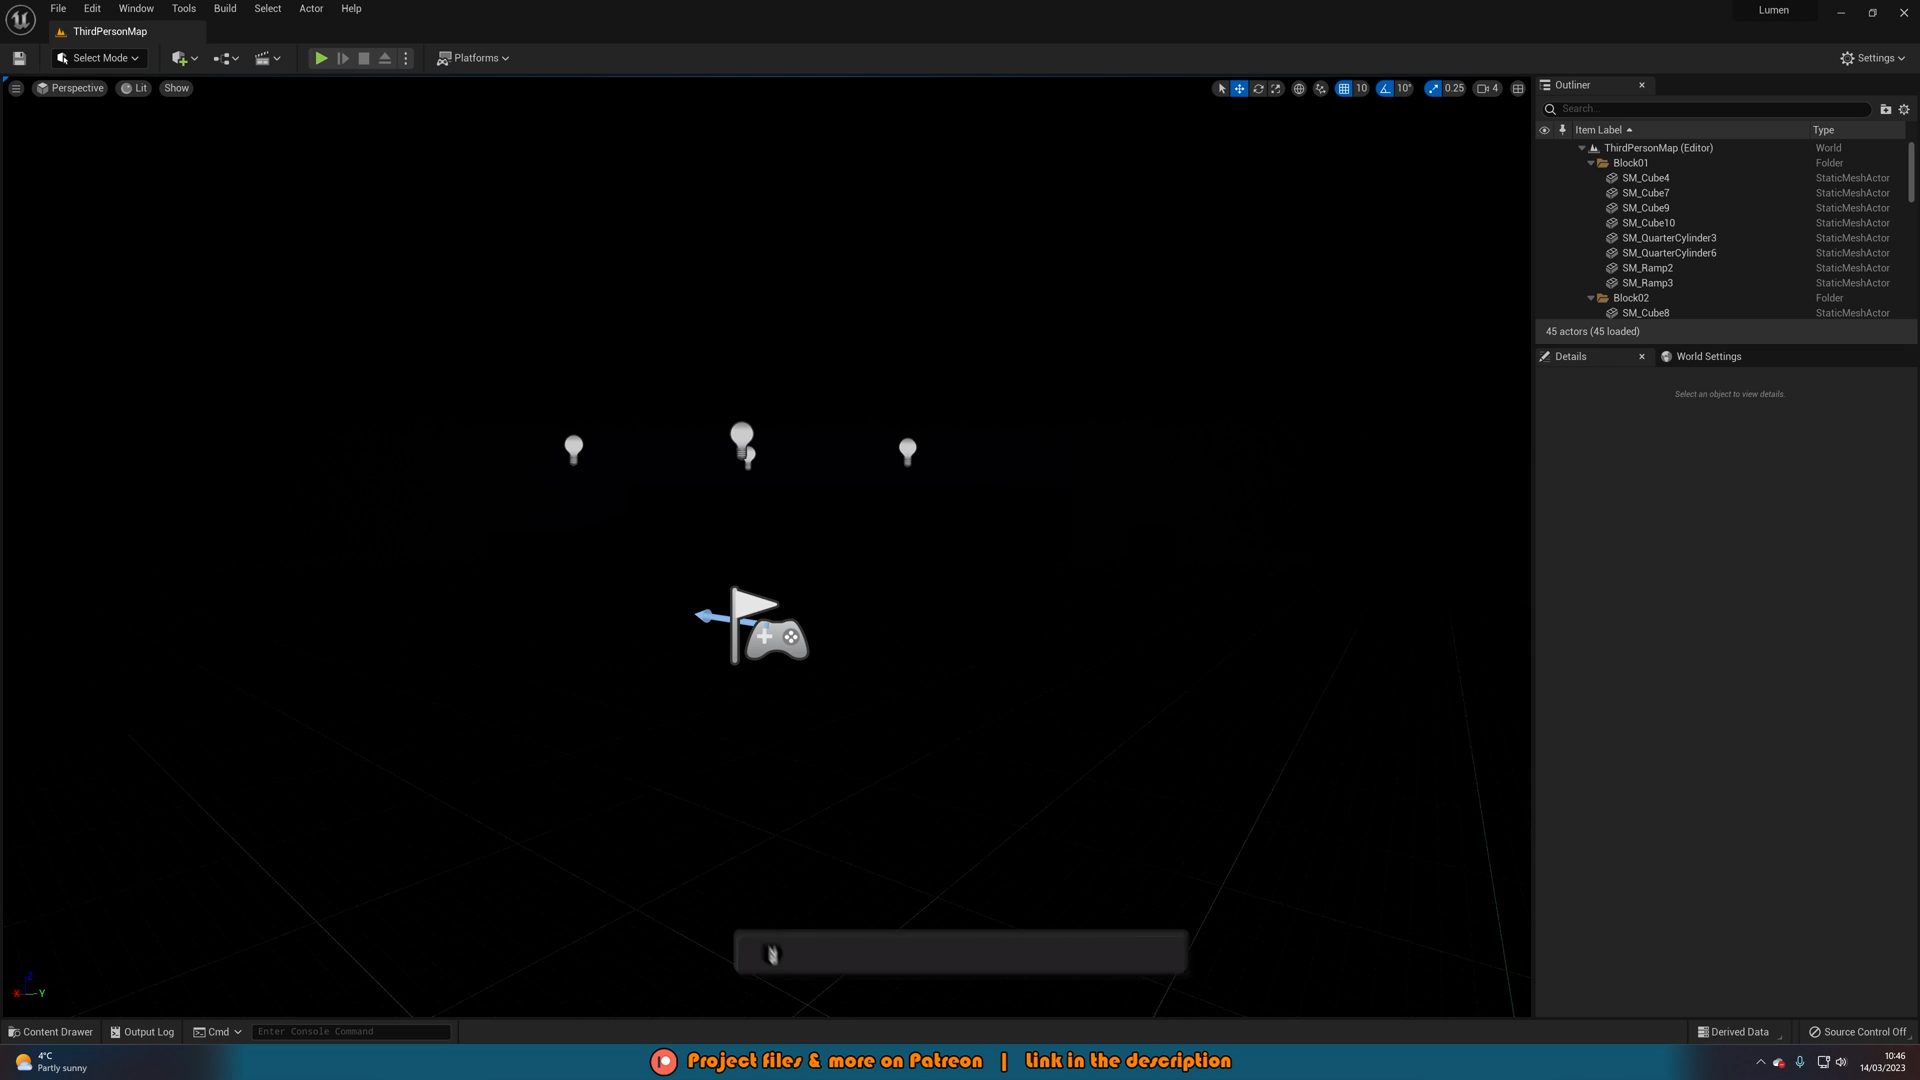 File Edit Window Tools Build Select Actor Help
Lumen
ThirdPersonMap
Select Mode
Platforms
Settings
Perspective
Lit
Show
10
10°
0.25
4
Outliner
Search...
Item Label
Type
ThirdPersonMap (Editor) World
Block01 Folder
SM_Cube4 StaticMeshActor
SM_Cube7 StaticMeshActor
SM_Cube9 StaticMeshActor
SM_Cube10 StaticMeshActor
SM_QuarterCylinder3 StaticMeshActor
SM_QuarterCylinder6 StaticMeshActor
SM_Ramp2 StaticMeshActor
SM_Ramp3 StaticMeshActor
Block02 Folder
SM_Cube8 StaticMeshActor
45 actors (45 loaded)
Details
World Settings
Select an object to view details.
Z
X
Y
Content Drawer
Output Log
Cmd
Enter Console Command
Derived Data
Source Control Off
4°C
Partly sunny
Project files & more on Patreon | Link in the description
10:46
14/03/2023